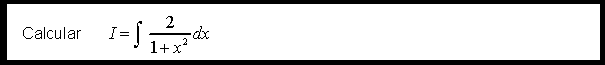 Calcular I = ∫ 2/(1+x²) dx